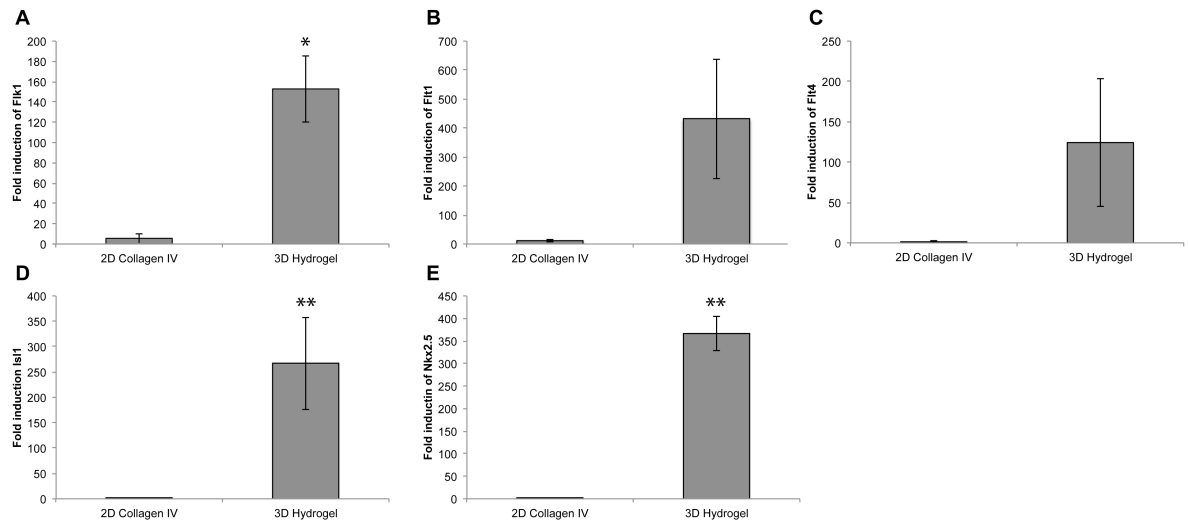 A
Fold induction of Flk1
200
180
160
140
120
100
80
60
40
20
0
*
2D Collagen IV
3D Hydrogel
B
Fold induction of Flt1
700
600
500
400
300
200
100
0
2D Collagen IV
3D Hydrogel
C
Fold induction of Flt4
250
200
150
100
50
0
2D Collagen IV
3D Hydrogel
D
Fold induction Isl1
400
350
300
250
200
150
100
50
0
**
2D Collagen IV
3D Hydrogel
E
Fold inductin of Nkx2.5
450
400
350
300
250
200
150
100
50
0
**
2D Collagen IV
3D Hydrogel